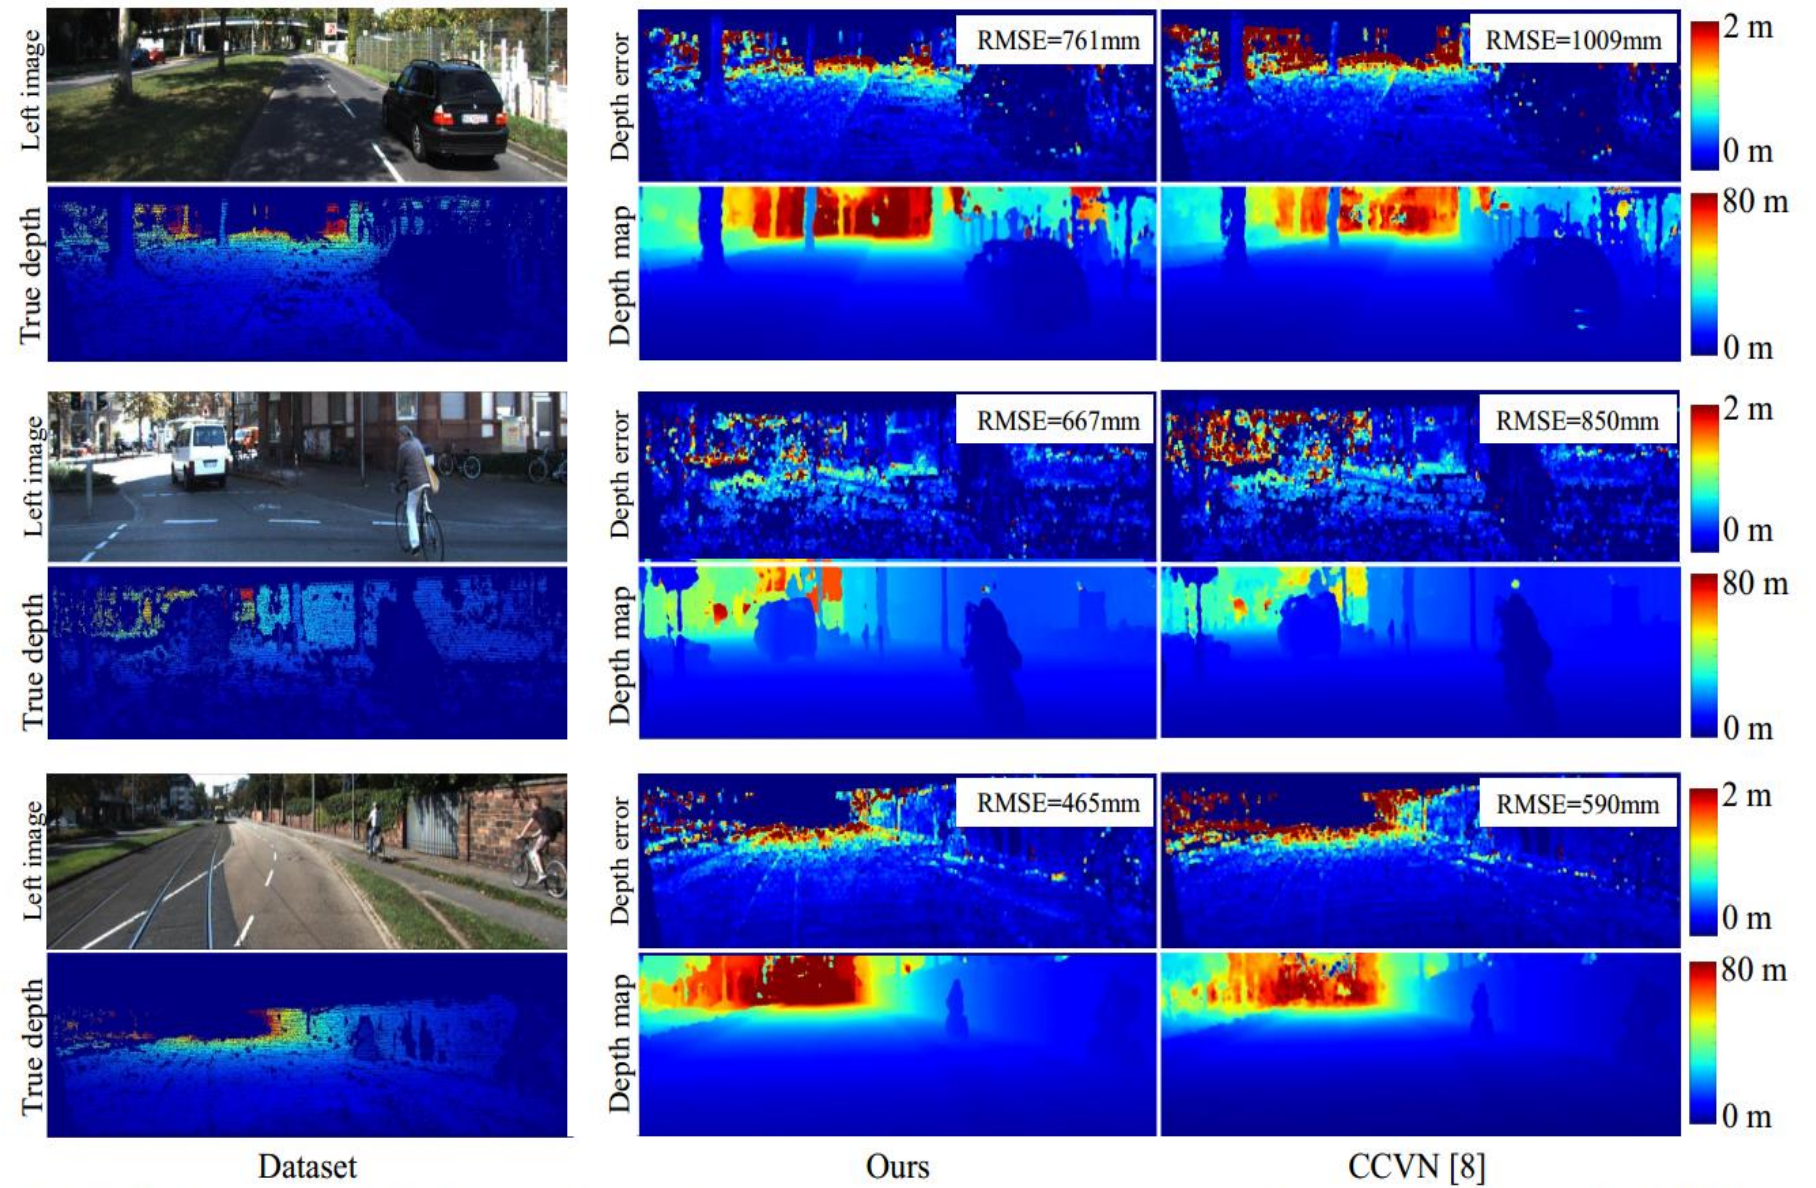 Left image
Depth error
RMSE=761mm
RMSE=1009mm
2 m
0 m
True depth
Depth map
80 m
0 m
Left image
Depth error
RMSE=667mm
RMSE=850mm
2 m
0 m
True depth
Depth map
80 m
0 m
Left image
Depth error
RMSE=465mm
RMSE=590mm
2 m
0 m
True depth
Depth map
80 m
0 m
Dataset
Ours
CCVN [8]